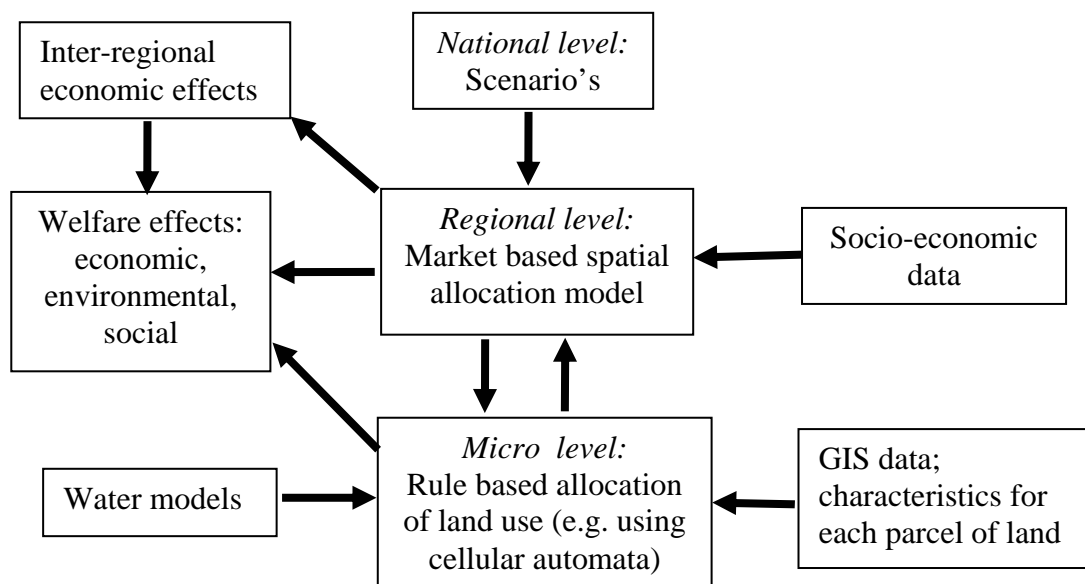 Inter-regional
economic effects
National level:
Scenario’s
Welfare effects:
economic,
environmental,
social
Regional level:
Market based spatial
allocation model
Socio-economic
data
Water models
Micro level:
Rule based allocation
of land use (e.g. using
cellular automata)
GIS data;
characteristics for
each parcel of land